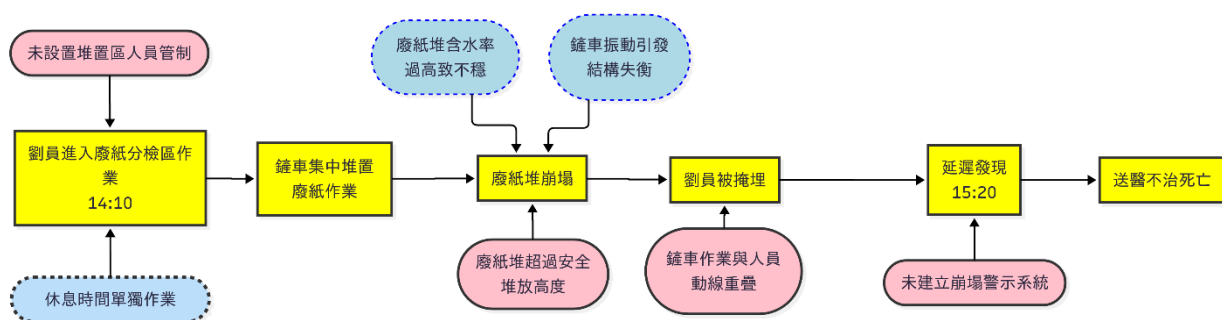 未設置堆置區人員管制
廢紙堆含水率
過高致不穩
鏟車振動引發
結構失衡
劉員進入廢紙分檢區作
業
14:10
鏟車集中堆置
廢紙作業
廢紙堆崩塌
劉員被掩埋
延遲發現
15:20
送醫不治死亡
休息時間單獨作業
廢紙堆超過安全
堆放高度
鏟車作業與人員
動線重疊
未建立崩塌警示系統